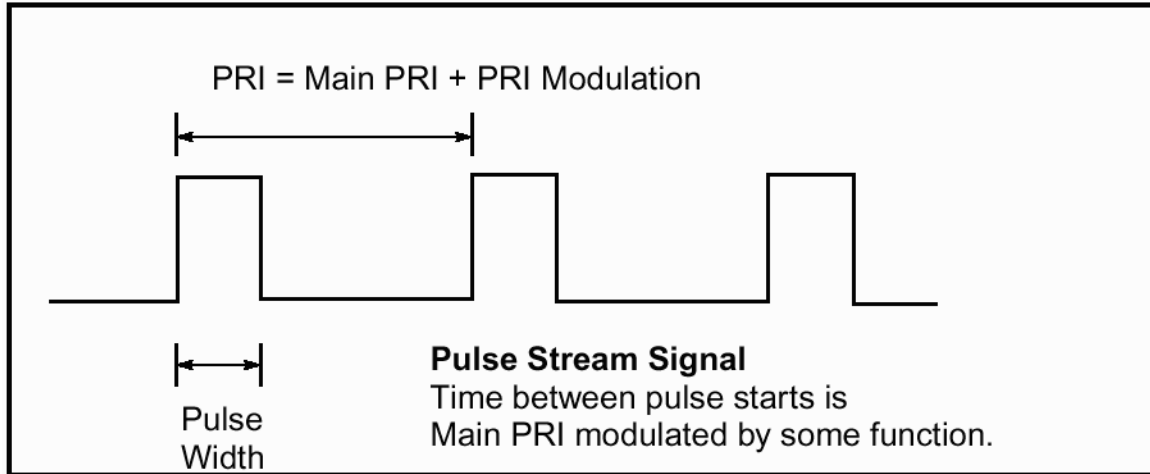 PRI = Main PRI + PRI Modulation
Pulse Stream Signal
Time between pulse starts is
Main PRI modulated by some function.
Pulse
Width